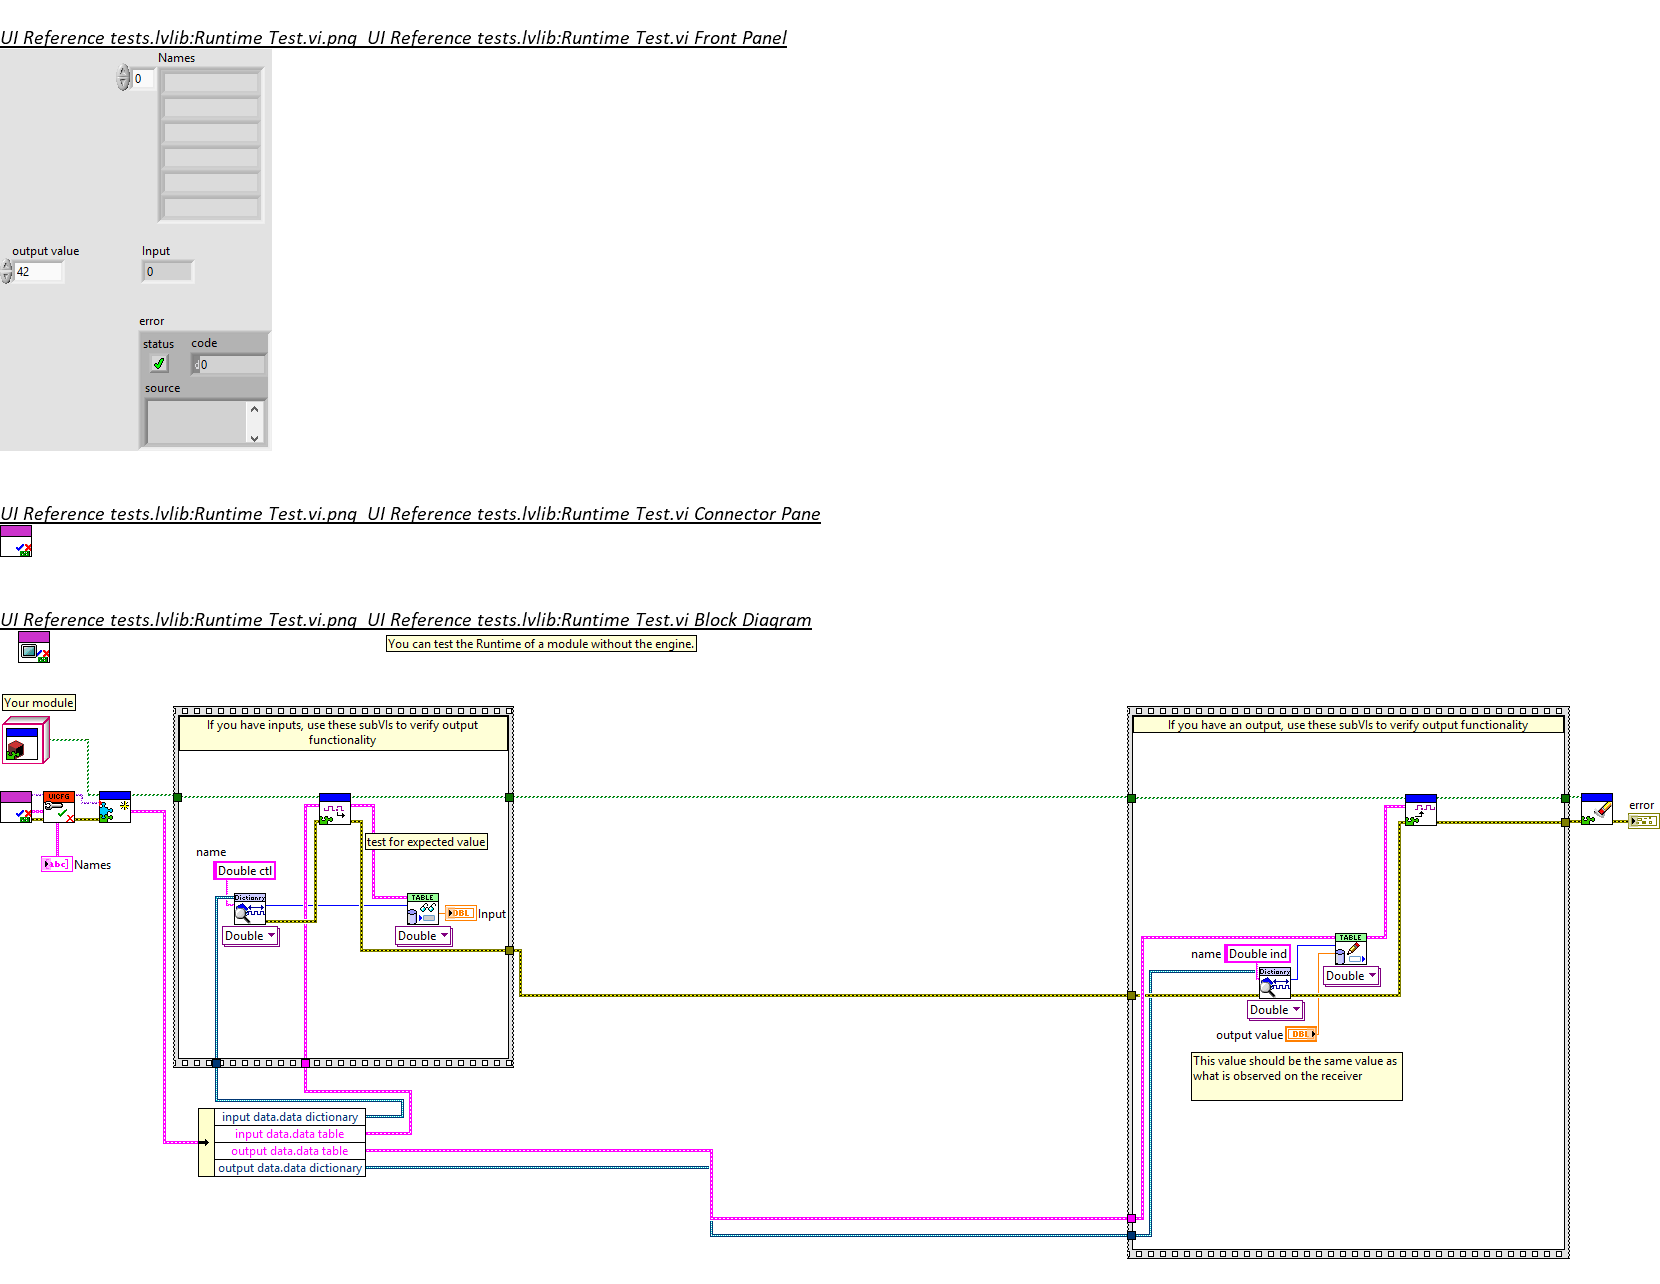 UI Reference tests.lvlib:Runtime Test.vi.png  UI Reference tests.lvlib:Runtime Test.vi Front Panel
Names
0
output value
Input
42
0
error
status
code
0
source
UI Reference tests.lvlib:Runtime Test.vi.png  UI Reference tests.lvlib:Runtime Test.vi Connector Pane
UI Reference tests.lvlib:Runtime Test.vi.png  UI Reference tests.lvlib:Runtime Test.vi Block Diagram
You can test the Runtime of a module without the engine.
Your module
If you have inputs, use these subVIs to verify output
functionality
If you have an output, use these subVIs to verify output functionality
UICFG
error
test for expected value
name
Names
abc
Double ctl
Dictionry
TABLE
DBL
Input
Double
Double
TABLE
name
Double ind
Dictionry
Double
Double
output value
DBL
This value should be the same value as
what is observed on the receiver
input data.data dictionary
input data.data table
output data.data table
output data.data dictionary